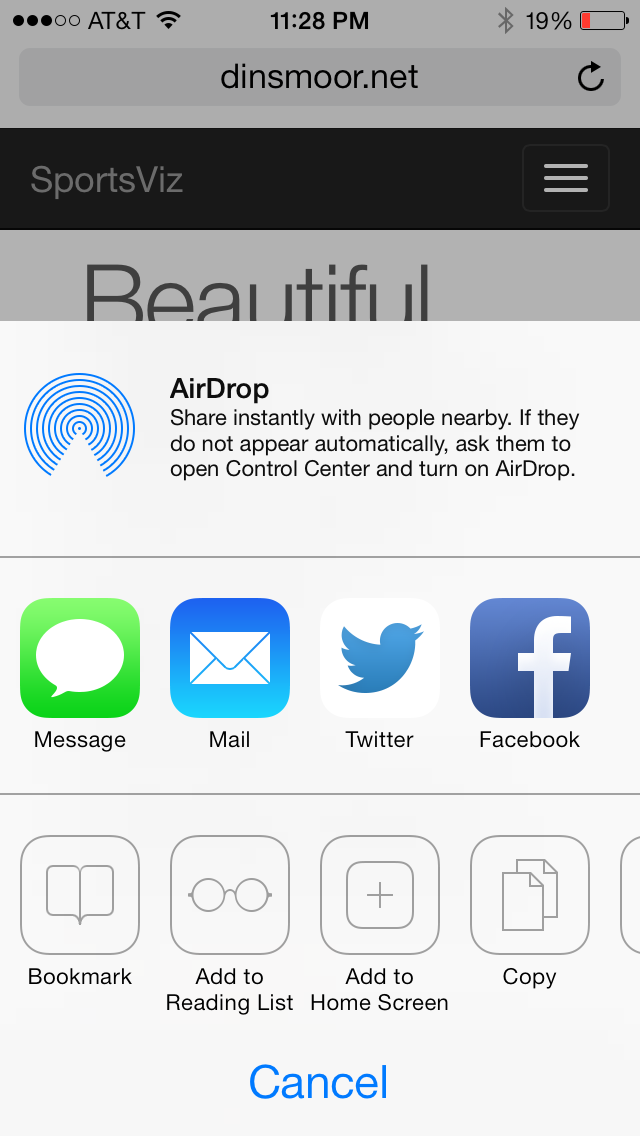 AT&T 11:28 PM 19%
dinsmoor.net
SportsViz
Beautiful
AirDrop
Share instantly with people nearby. If they
do not appear automatically, ask them to
open Control Center and turn on AirDrop.
Message Mail Twitter Facebook
Bookmark Add to Add to Copy
Reading List Home Screen
Cancel